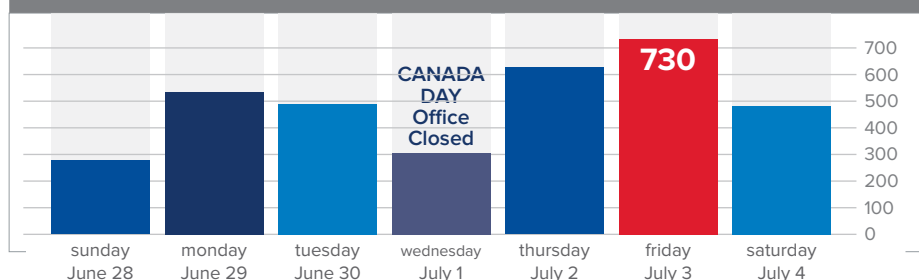 700
600
500
400
300
200
100
0
CANADA
DAY
Office
Closed
730
sunday
June 28
monday
June 29
tuesday
June 30
wednesday
July 1
thursday
July 2
friday
July 3
saturday
July 4